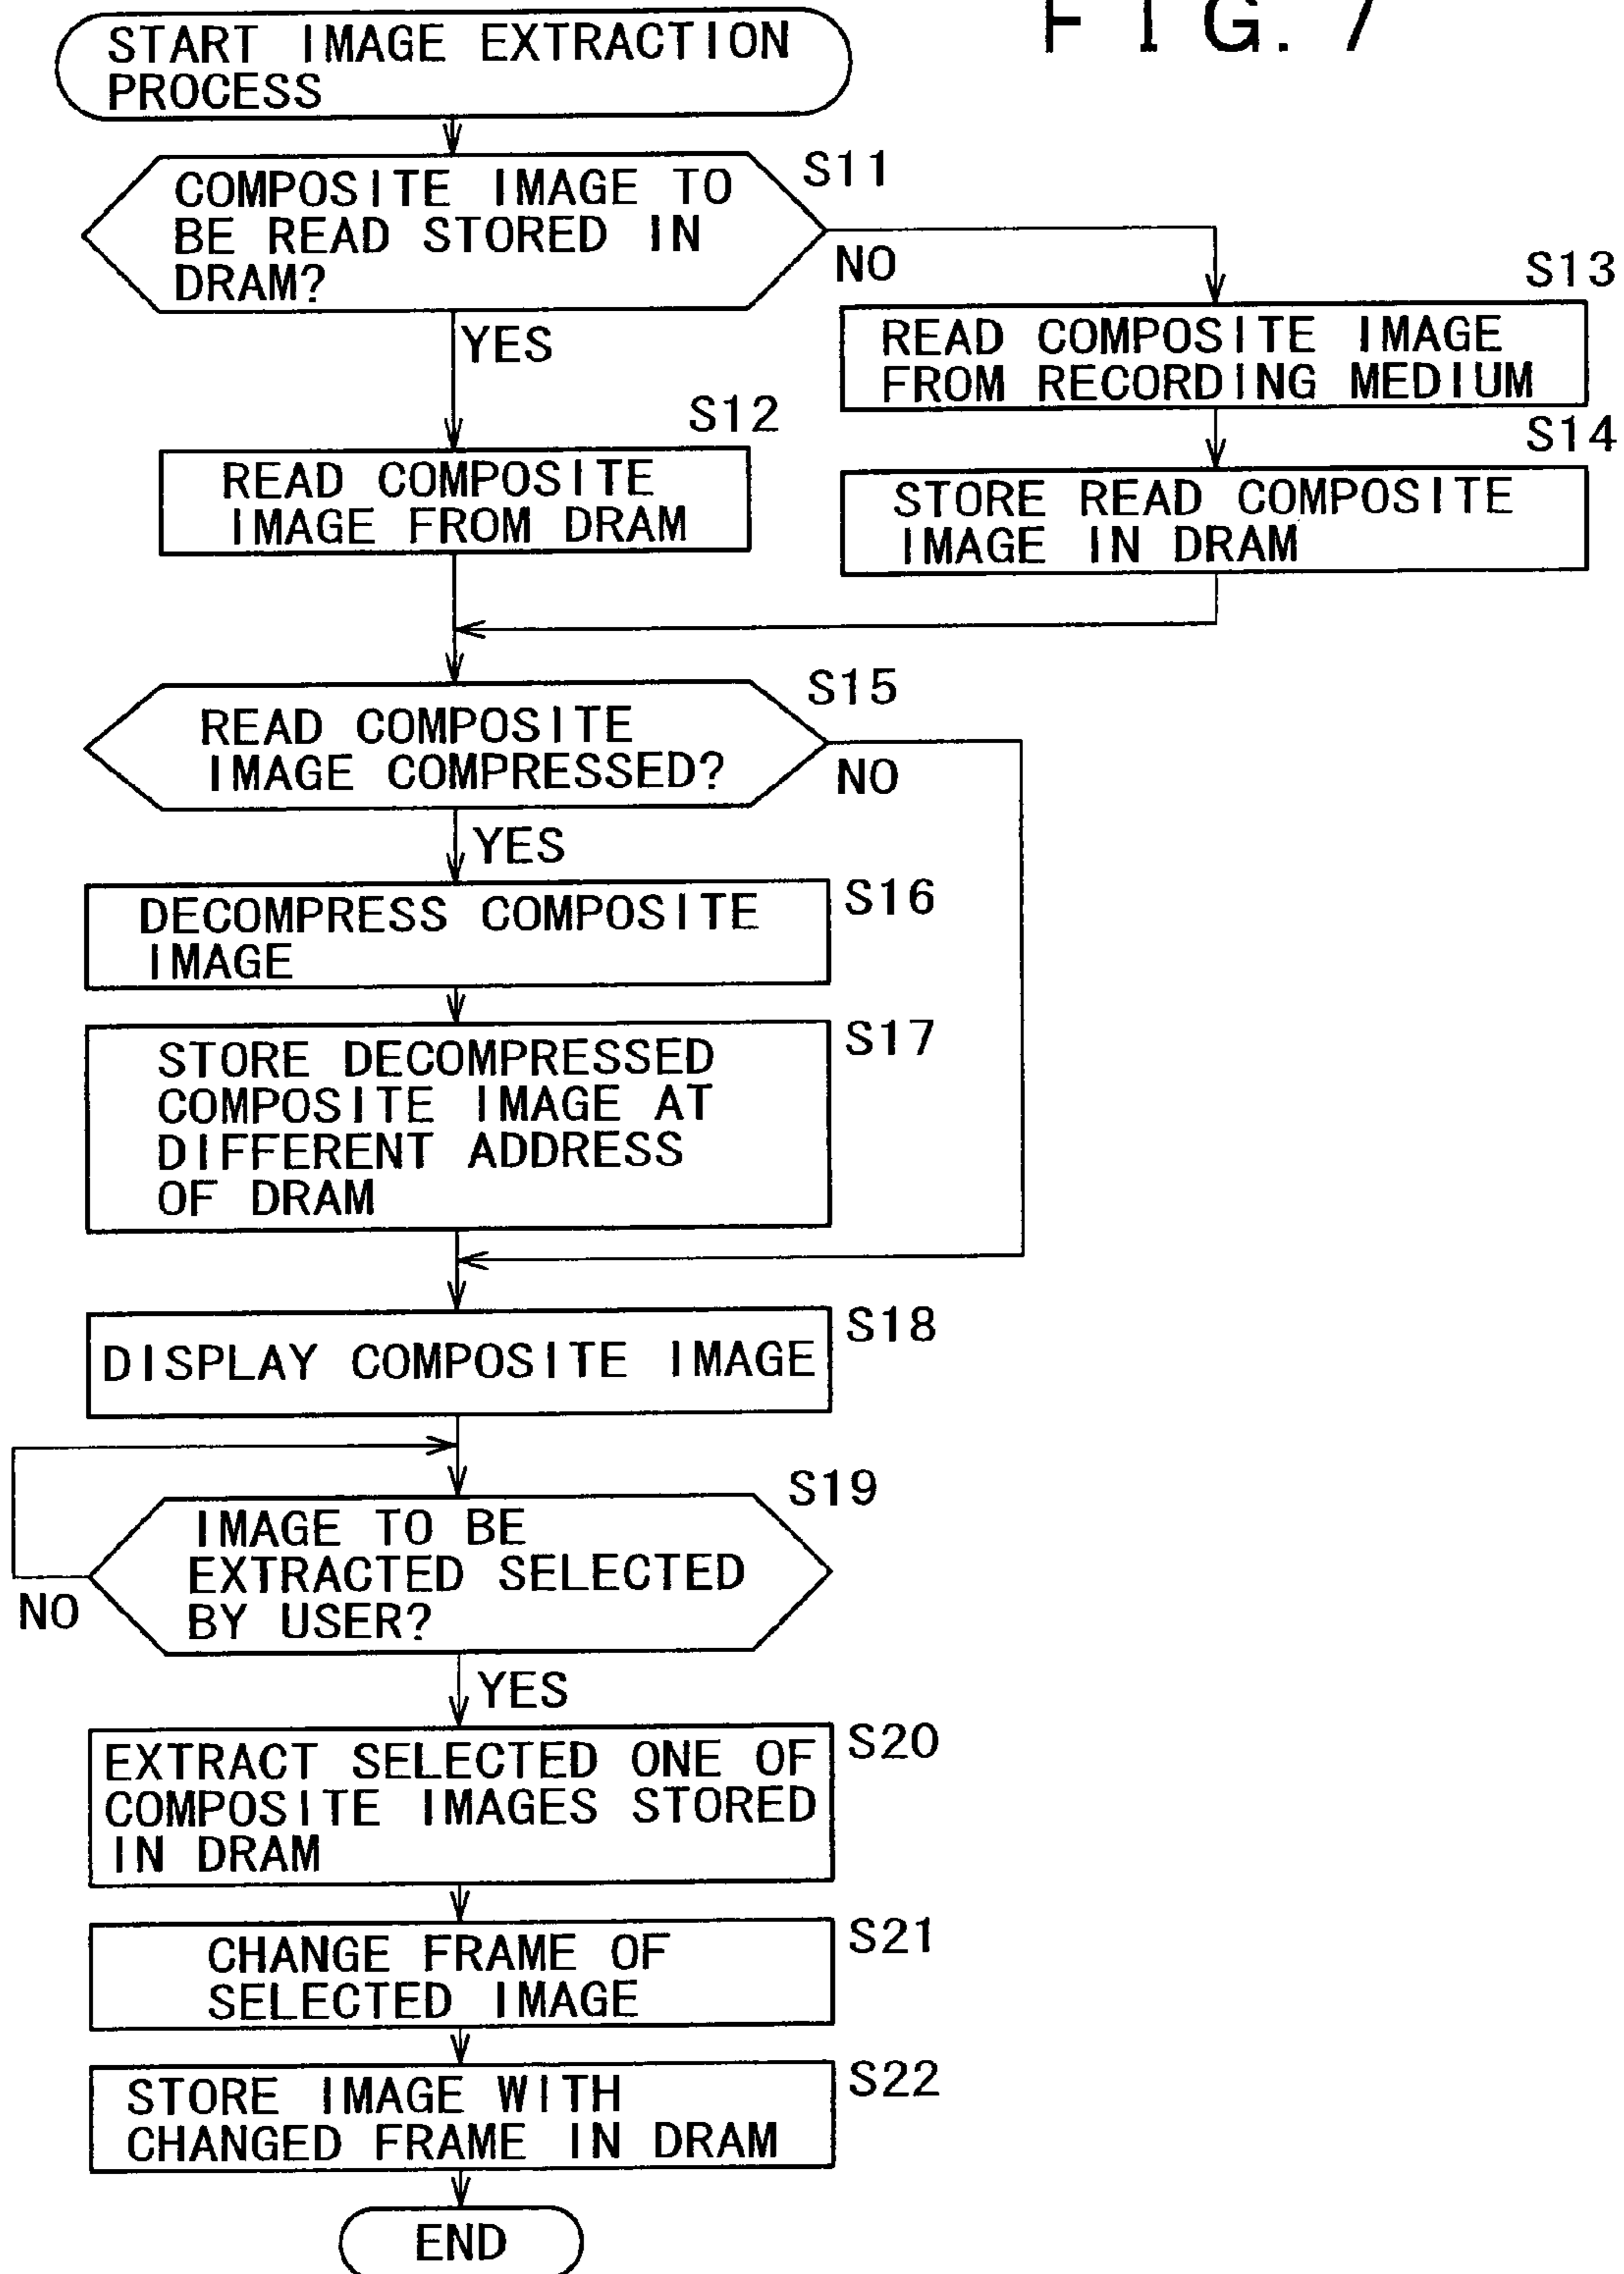 FIG. 7
START IMAGE EXTRACTION
PROCESS
S11
COMPOSITE IMAGE TO
BE READ STORED IN
DRAM?
NO
YES
S13
READ COMPOSITE IMAGE
FROM RECORDING MEDIUM
S12
READ COMPOSITE
IMAGE FROM DRAM
S14
STORE READ COMPOSITE
IMAGE IN DRAM
S15
READ COMPOSITE
IMAGE COMPRESSED?
NO
YES
S16
DECOMPRESS COMPOSITE
IMAGE
S17
STORE DECOMPRESSED
COMPOSITE IMAGE AT
DIFFERENT ADDRESS
OF DRAM
S18
DISPLAY COMPOSITE IMAGE
S19
IMAGE TO BE
EXTRACTED SELECTED
BY USER?
NO
YES
S20
EXTRACT SELECTED ONE OF
COMPOSITE IMAGES STORED
IN DRAM
S21
CHANGE FRAME OF
SELECTED IMAGE
S22
STORE IMAGE WITH
CHANGED FRAME IN DRAM
END